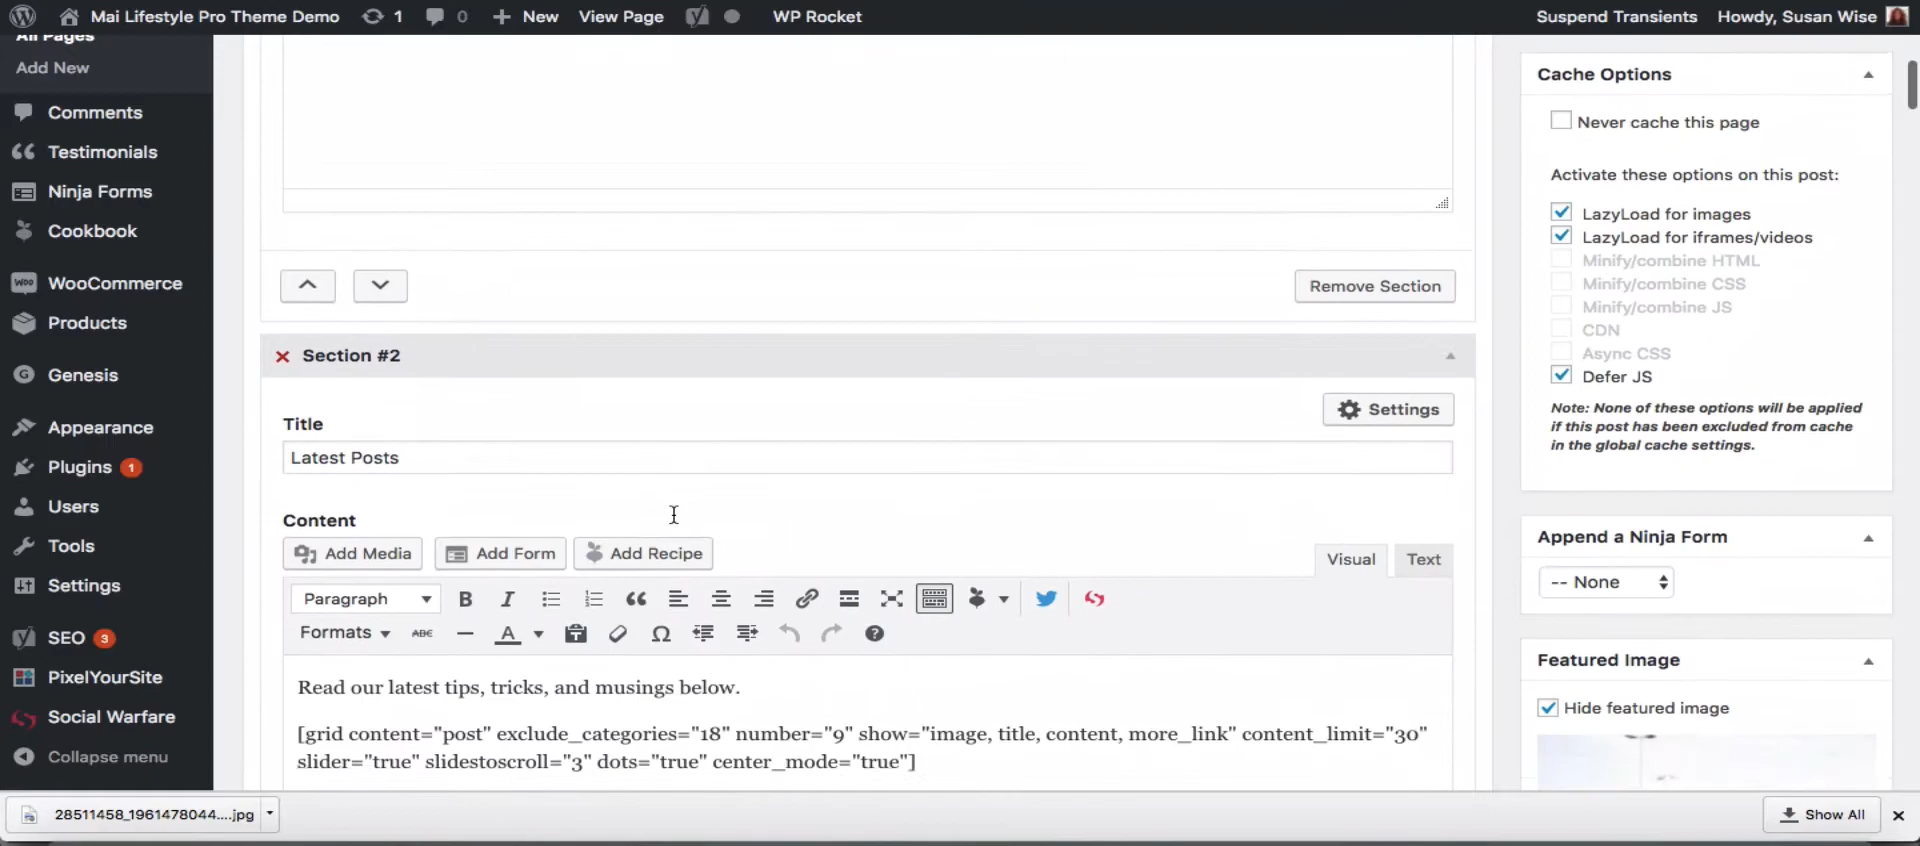 Mai Lifestyle Pro Theme Demo 1 0 New View Page WP Rocket Suspend Transients Howdy, Susan Wise
All Pages
Add New
Comments
Testimonials
Ninja Forms
Cookbook
WooCommerce
Products
Genesis
Appearance
Plugins 1
Users
Tools
Settings
SEO 3
PixelYourSite
Social Warfare
Collapse menu
Remove Section
Section #2
Settings
Title
Latest Posts
Content
Add Media Add Form Add Recipe
Visual Text
Paragraph B I
Formats ABC A Ω
Read our latest tips, tricks, and musings below.
[grid content="post" exclude_categories="18" number="9" show="image, title, content, more_link" content_limit="30"
slider="true" slidestoscroll="3" dots="true" center_mode="true"]
Cache Options
Never cache this page
Activate these options on this post:
LazyLoad for images
LazyLoad for iframes/videos
Minify/combine HTML
Minify/combine CSS
Minify/combine JS
CDN
Async CSS
Defer JS
Note: None of these options will be applied
if this post has been excluded from cache
in the global cache settings.
Append a Ninja Form
-- None
Featured Image
Hide featured image
28511458_1961478044....jpg Show All